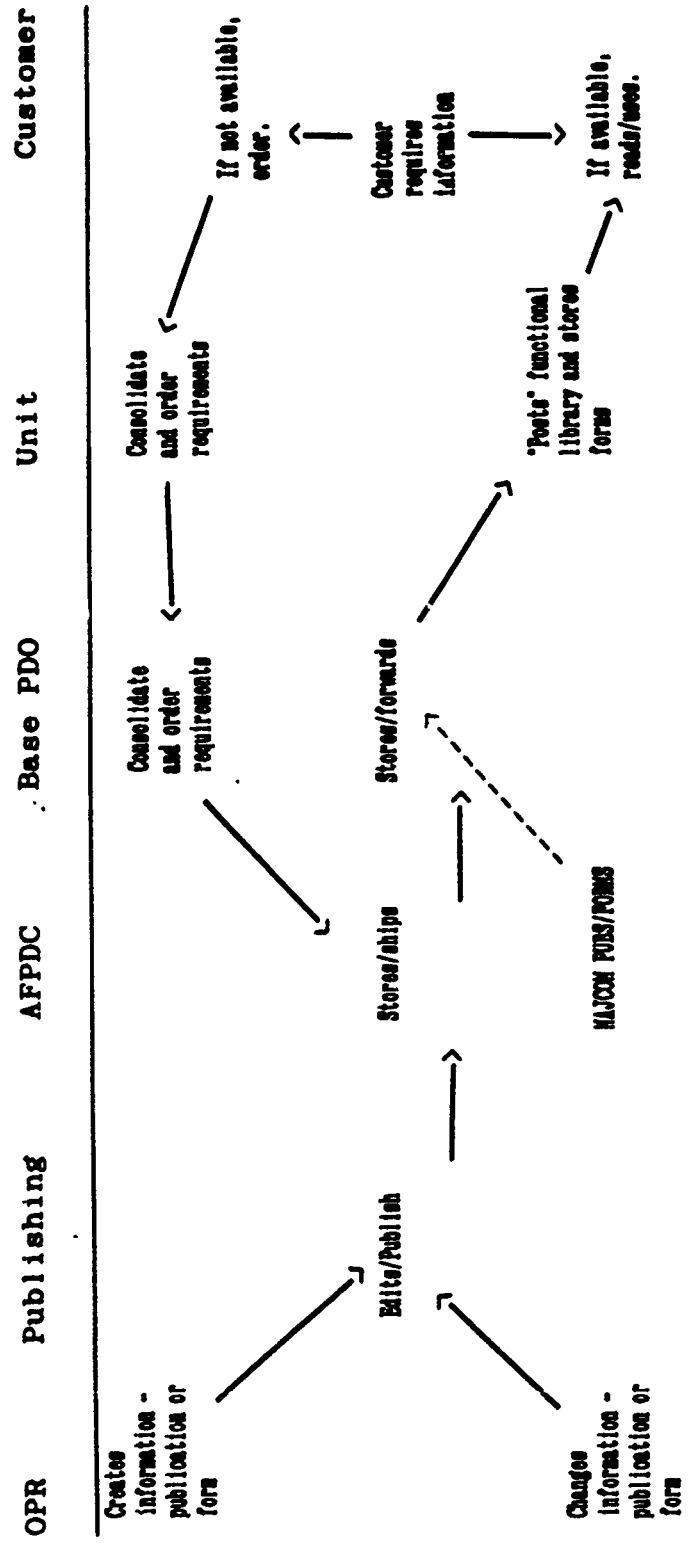 OPR
Publishing
AFPDC
Base PDO
Unit
Customer
Creates
information -
publication or
form
Changes
information -
publication or
form
Edits/Publish
Stores/ships
MAJCOM PUBS/FORMS
Consolidate
and order
requirements
Stores/forwards
Consolidate
and order
requirements
"Posts" functional
library and stores
forms
If not available,
order.
Customer
requires
information
If available,
reads/uses.